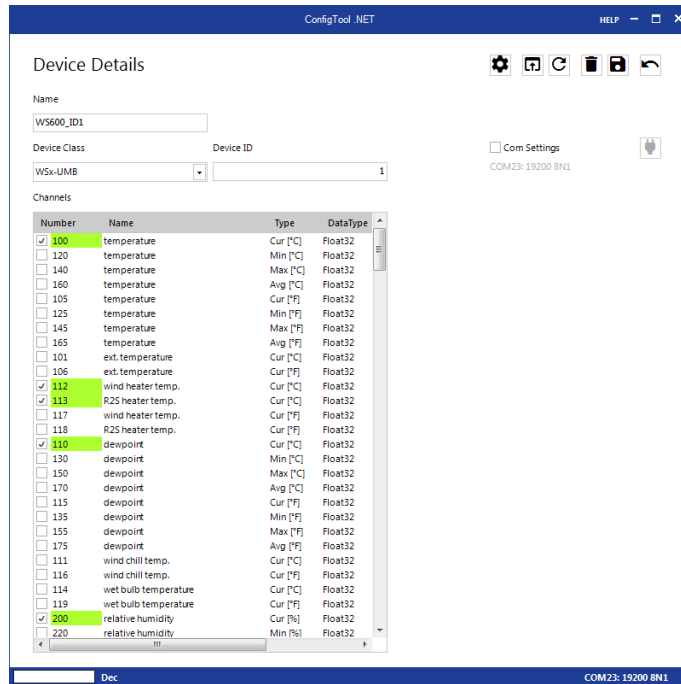 ConfigTool .NET
HELP
Device Details
Name
WS600_ID1
Device Class Device ID
WSx-UMB 1
Com Settings
COM23: 19200 8N1
Channels
Number Name Type DataType
100 temperature Cur [°C] Float32
120 temperature Min [°C] Float32
140 temperature Max [°C] Float32
160 temperature Avg [°C] Float32
105 temperature Cur [°F] Float32
125 temperature Min [°F] Float32
145 temperature Max [°F] Float32
165 temperature Avg [°F] Float32
101 ext. temperature Cur [°C] Float32
106 ext. temperature Cur [°F] Float32
112 wind heater temp. Cur [°C] Float32
113 R2S heater temp. Cur [°C] Float32
117 wind heater temp. Cur [°F] Float32
118 R2S heater temp. Cur [°F] Float32
110 dewpoint Cur [°C] Float32
130 dewpoint Min [°C] Float32
150 dewpoint Max [°C] Float32
170 dewpoint Avg [°C] Float32
115 dewpoint Cur [°F] Float32
135 dewpoint Min [°F] Float32
155 dewpoint Max [°F] Float32
175 dewpoint Avg [°F] Float32
111 wind chill temp. Cur [°C] Float32
116 wind chill temp. Cur [°F] Float32
114 wet bulb temperature Cur [°C] Float32
119 wet bulb temperature Cur [°F] Float32
200 relative humidity Cur [%] Float32
220 relative humidity Min [%] Float32
Dec COM23: 19200 8N1